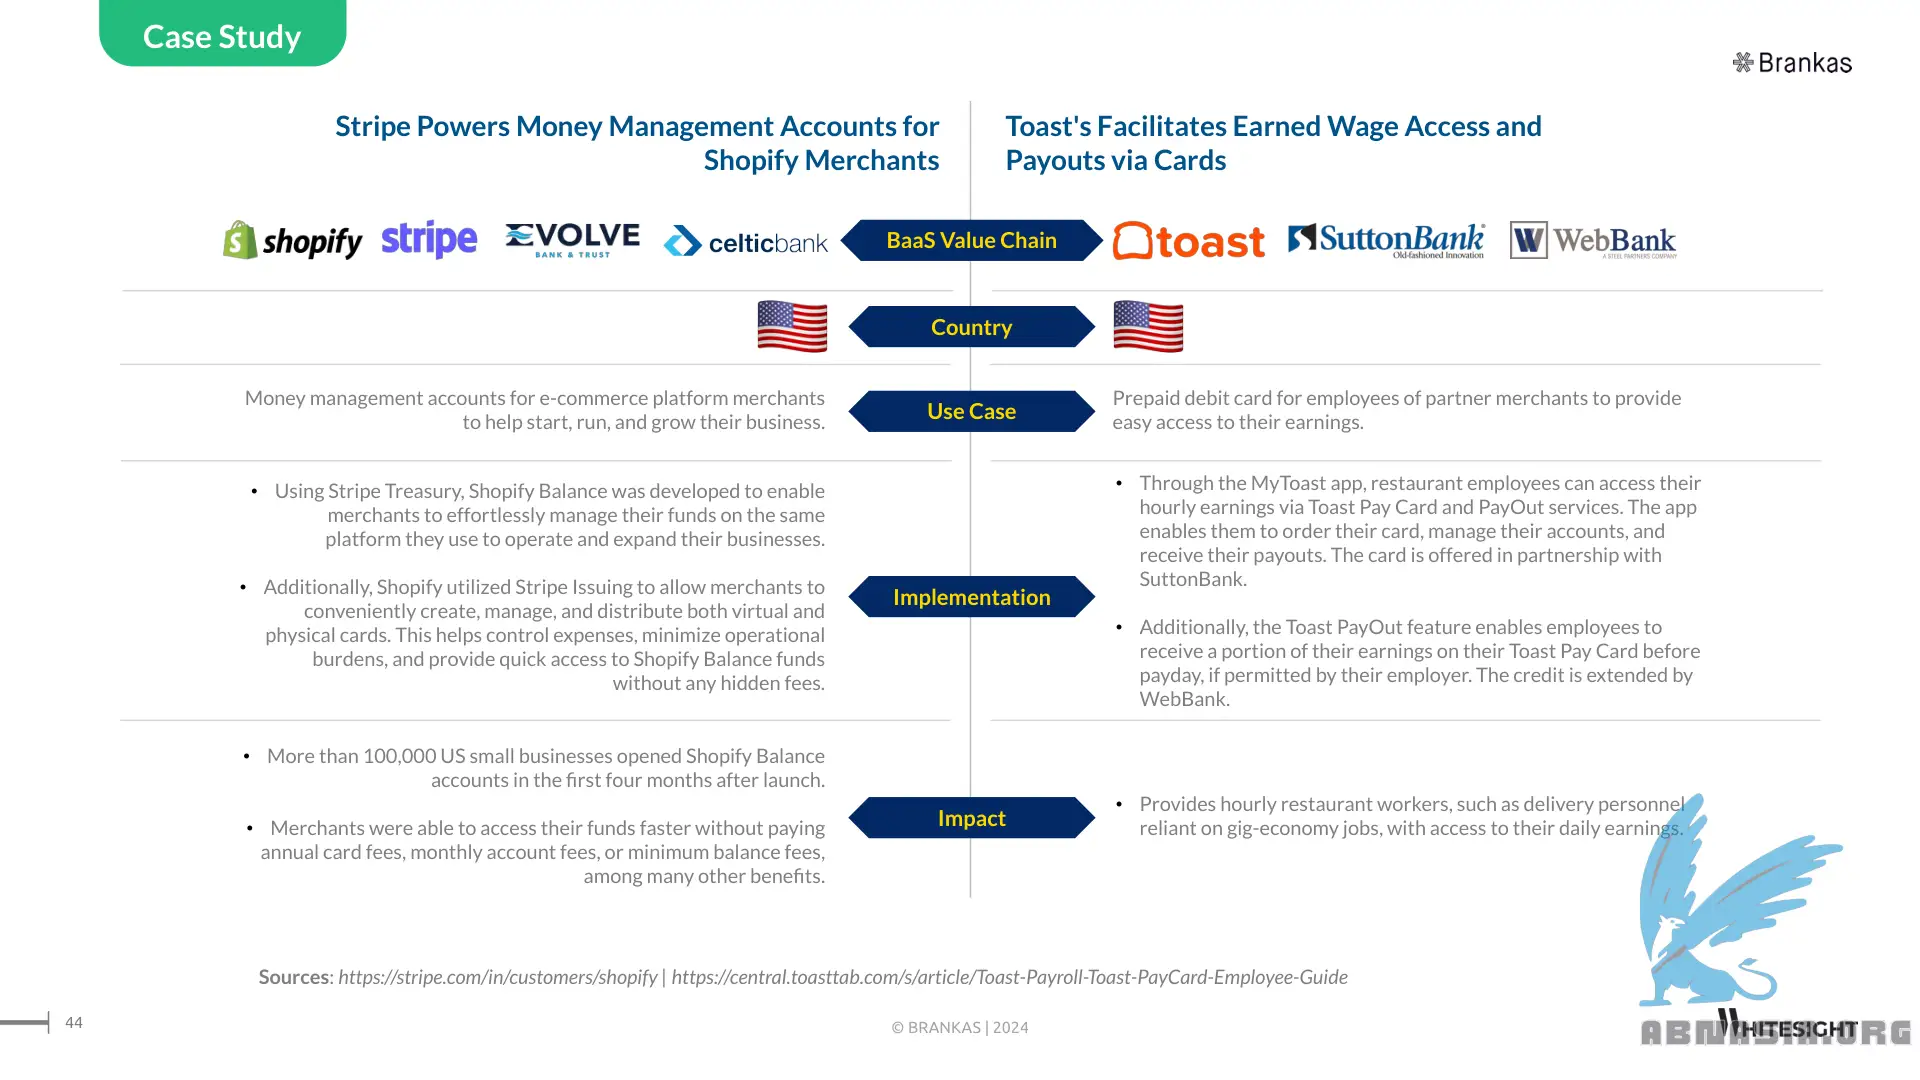 Case Study
Brankas
Stripe Powers Money Management Accounts for
Shopify Merchants
Toast's Facilitates Earned Wage Access and
Payouts via Cards
shopify
stripe
EVOLVE
BANK & TRUST
celticbank
BaaS Value Chain
toast
SuttonBank
Old-fashioned Innovation
WebBank
A STEEL PARTNERS COMPANY
Country
Money management accounts for e-commerce platform merchants
to help start, run, and grow their business.
Use Case
Prepaid debit card for employees of partner merchants to provide
easy access to their earnings.
• Using Stripe Treasury, Shopify Balance was developed to enable
merchants to effortlessly manage their funds on the same
platform they use to operate and expand their businesses.
• Additionally, Shopify utilized Stripe Issuing to allow merchants to
conveniently create, manage, and distribute both virtual and
physical cards. This helps control expenses, minimize operational
burdens, and provide quick access to Shopify Balance funds
without any hidden fees.
Implementation
• Through the MyToast app, restaurant employees can access their
hourly earnings via Toast Pay Card and PayOut services. The app
enables them to order their card, manage their accounts, and
receive their payouts. The card is offered in partnership with
SuttonBank.
• Additionally, the Toast PayOut feature enables employees to
receive a portion of their earnings on their Toast Pay Card before
payday, if permitted by their employer. The credit is extended by
WebBank.
• More than 100,000 US small businesses opened Shopify Balance
accounts in the first four months after launch.
• Merchants were able to access their funds faster without paying
annual card fees, monthly account fees, or minimum balance fees,
among many other benefits.
Impact
• Provides hourly restaurant workers, such as delivery personnel
reliant on gig-economy jobs, with access to their daily earnings.
Sources: https://stripe.com/in/customers/shopify | https://central.toasttab.com/s/article/Toast-Payroll-Toast-PayCard-Employee-Guide
44
© BRANKAS | 2024
WHITESIGHT
ABNASIA.ORG